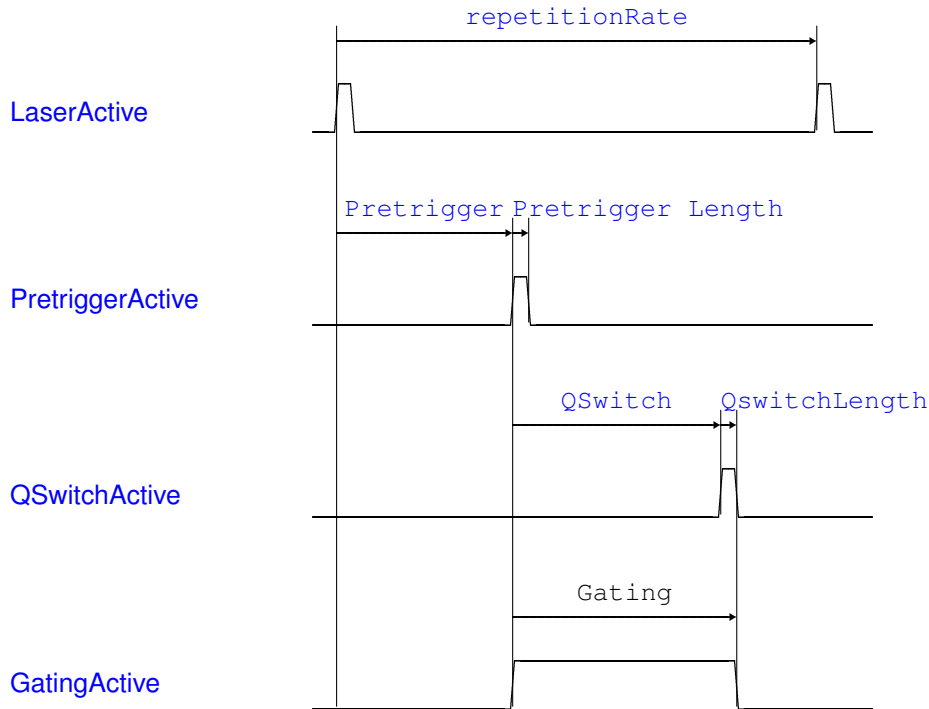 repetitionRate
LaserActive
Pretrigger Pretrigger Length
PretriggerActive
QSwitch QswitchLength
QSwitchActive
Gating
GatingActive